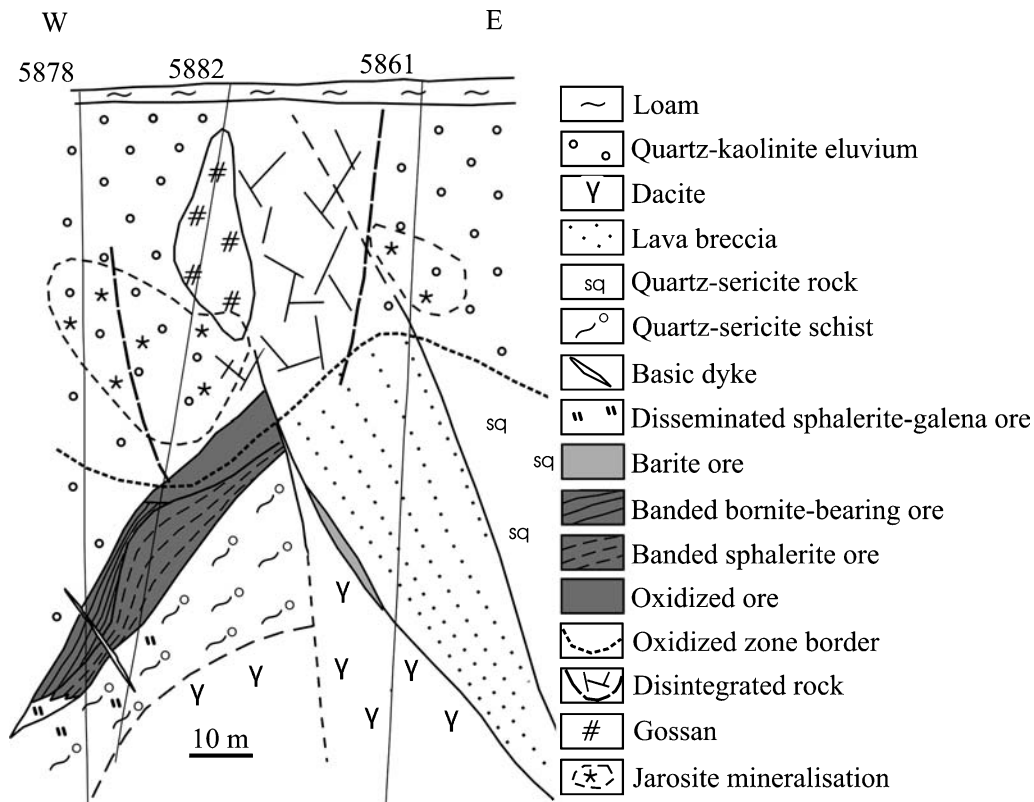 W
E
5878
5882
5861
Loam
Quartz-kaolinite eluvium
Dacite
Lava breccia
sq Quartz-sericite rock
Quartz-sericite schist
Basic dyke
Disseminated sphalerite-galena ore
Barite ore
Banded bornite-bearing ore
Banded sphalerite ore
Oxidized ore
Oxidized zone border
Disintegrated rock
# Gossan
* Jarosite mineralisation
sq
sq
sq
10 m